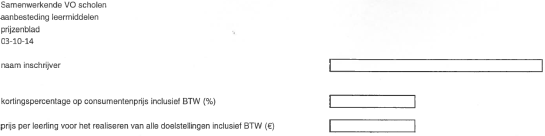 Samenwerkende VO scholen
aanbesteding leermiddelen
prijzenblad
03-10-14
naam inschrijver
kortingspercentage op consumentenprijs inclusief BTW (%)
prijs per leerling voor het realiseren van alle doelstellingen inclusief BTW (€)